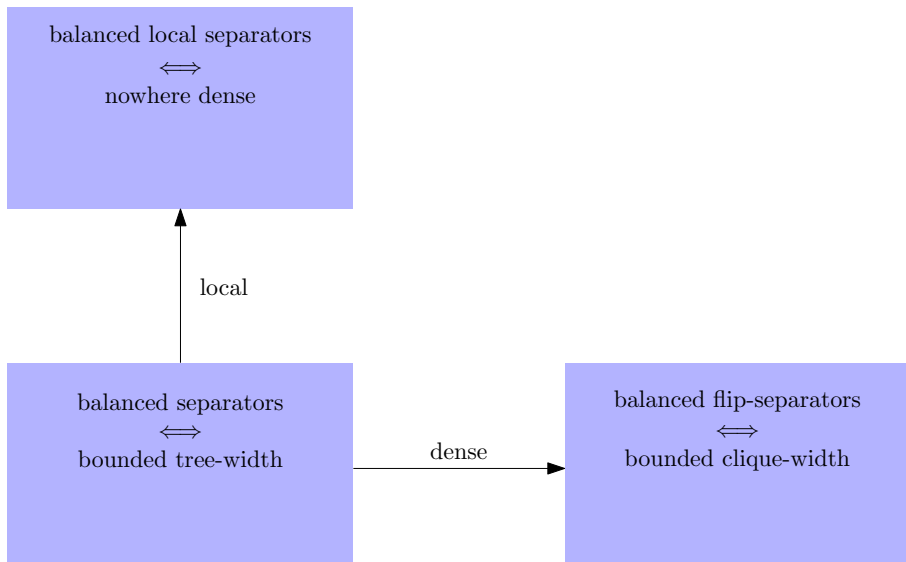 balanced local separators
⟺
nowhere dense
local
balanced separators
⟺
bounded tree-width
dense
balanced flip-separators
⟺
bounded clique-width